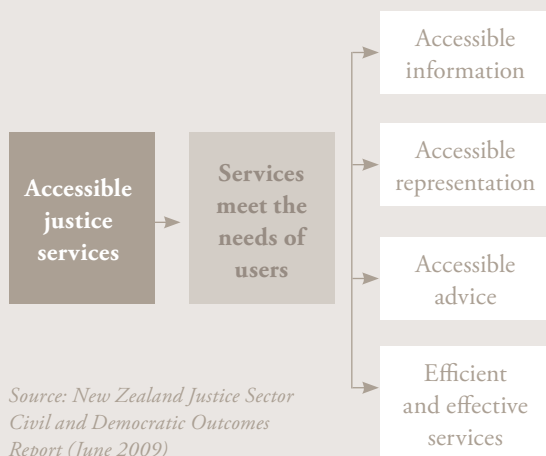 Accessible
justice
services
Services
meet the
needs of
users
Accessible
information
Accessible
representation
Accessible
advice
Efficient
and effective
services
Source: New Zealand Justice Sector
Civil and Democratic Outcomes
Report (June 2009)